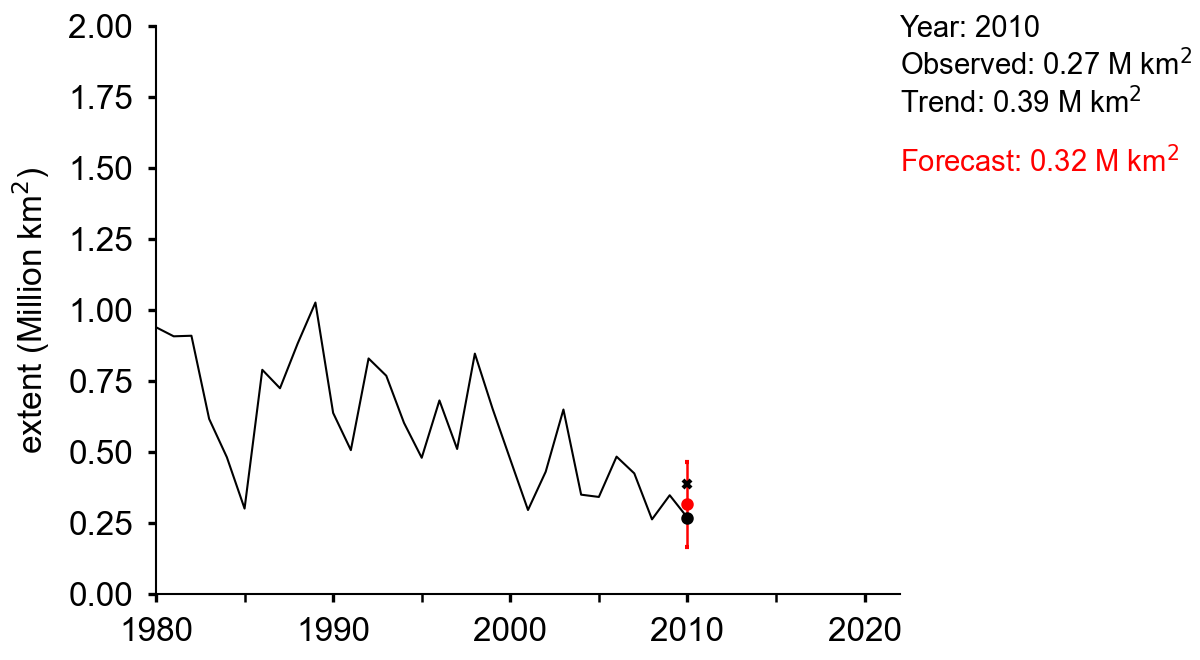 2.00
1.75
1.50
1.25
1.00
0.75
0.50
0.25
0.00
extent (Million km²)
1980 1990 2000 2010 2020
Year: 2010
Observed: 0.27 M km²
Trend: 0.39 M km²
Forecast: 0.32 M km²